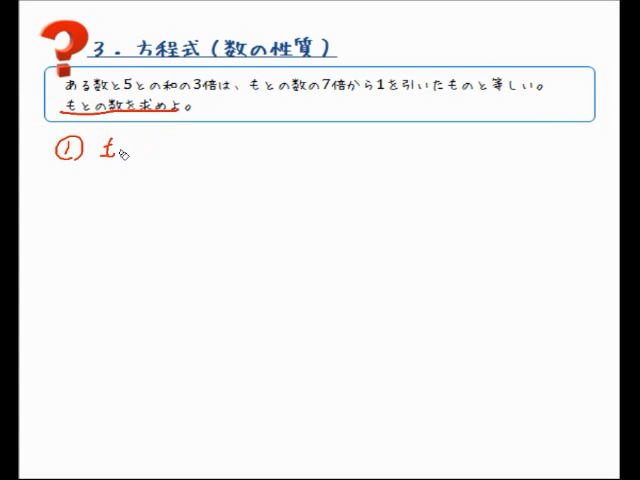 ?
3．方程式（数の性質）
ある数と5との和の3倍は、もとの数の7倍から1を引いたものと等しい。
もとの数を求めよ。
①